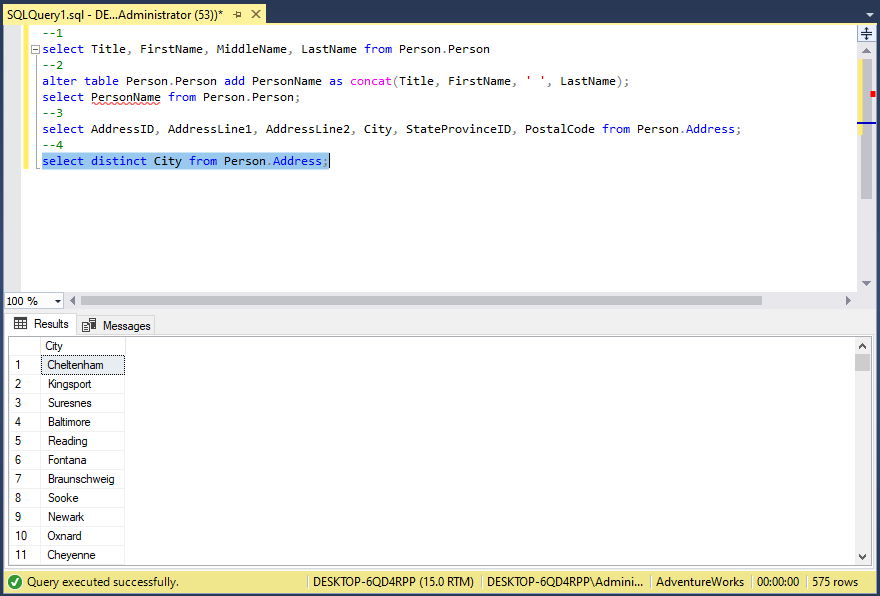 SQLQuery1.sql - DE...Administrator (53))*
--1
select Title, FirstName, MiddleName, LastName from Person.Person
--2
alter table Person.Person add PersonName as concat(Title, FirstName, ' ', LastName);
select PersonName from Person.Person;
--3
select AddressID, AddressLine1, AddressLine2, City, StateProvinceID, PostalCode from Person.Address;
--4
select distinct City from Person.Address;
100 %
Results Messages
City
1 Cheltenham
2 Kingsport
3 Suresnes
4 Baltimore
5 Reading
6 Fontana
7 Braunschweig
8 Sooke
9 Newark
10 Oxnard
11 Cheyenne
Query executed successfully. DESKTOP-6QD4RPP (15.0 RTM) DESKTOP-6QD4RPP\Admini... AdventureWorks 00:00:00 575 rows